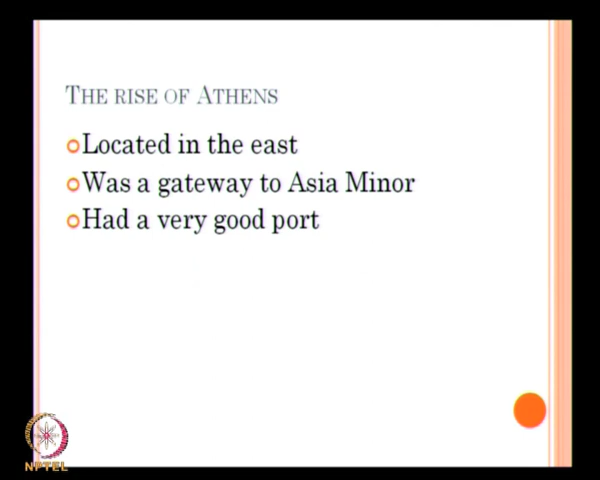 THE RISE OF ATHENS
Located in the east
Was a gateway to Asia Minor
Had a very good port
NPTEL